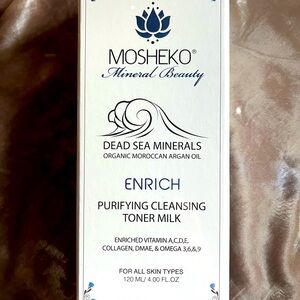 MOSHEKO®
Mineral Beauty
DEAD SEA MINERALS
ORGANIC MOROCCAN ARGAN OIL
ENRICH
PURIFYING CLEANSING
TONER MILK
ENRICHED VITAMIN A,C,D,E,
COLLAGEN, DMAE, & OMEGA 3,6,&9
FOR ALL SKIN TYPES
120 ML/ 4.00 FL.OZ